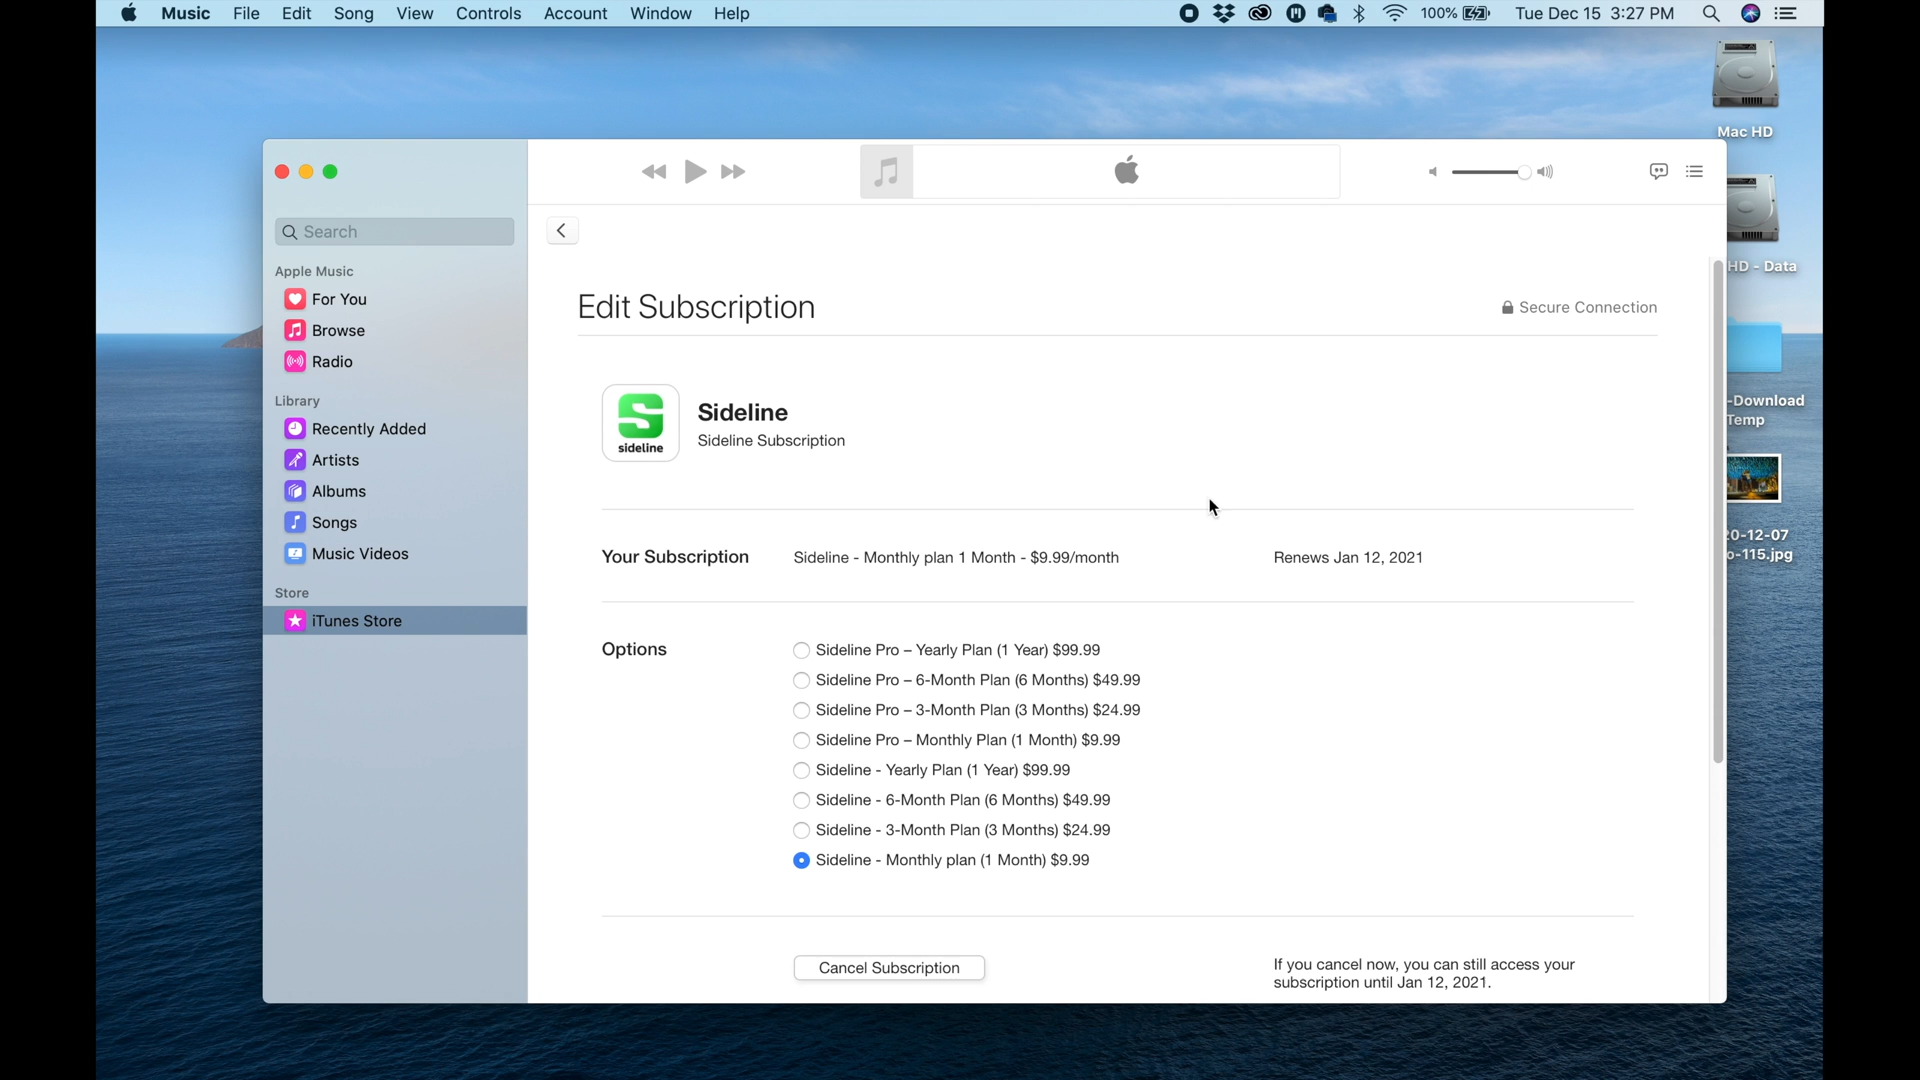 Music File Edit Song View Controls Account Window Help 100% Tue Dec 15 3:27 PM
Mac HD
HD - Data
-Download
Temp
20-12-07
o-115.jpg
Search
Apple Music
For You
Browse
Radio
Library
Recently Added
Artists
Albums
Songs
Music Videos
Store
iTunes Store
Edit Subscription
Secure Connection
sideline
Sideline
Sideline Subscription
Your Subscription Sideline - Monthly plan 1 Month - $9.99/month Renews Jan 12, 2021
Options
Sideline Pro – Yearly Plan (1 Year) $99.99
Sideline Pro – 6-Month Plan (6 Months) $49.99
Sideline Pro – 3-Month Plan (3 Months) $24.99
Sideline Pro – Monthly Plan (1 Month) $9.99
Sideline - Yearly Plan (1 Year) $99.99
Sideline - 6-Month Plan (6 Months) $49.99
Sideline - 3-Month Plan (3 Months) $24.99
Sideline - Monthly plan (1 Month) $9.99
Cancel Subscription
If you cancel now, you can still access your
subscription until Jan 12, 2021.